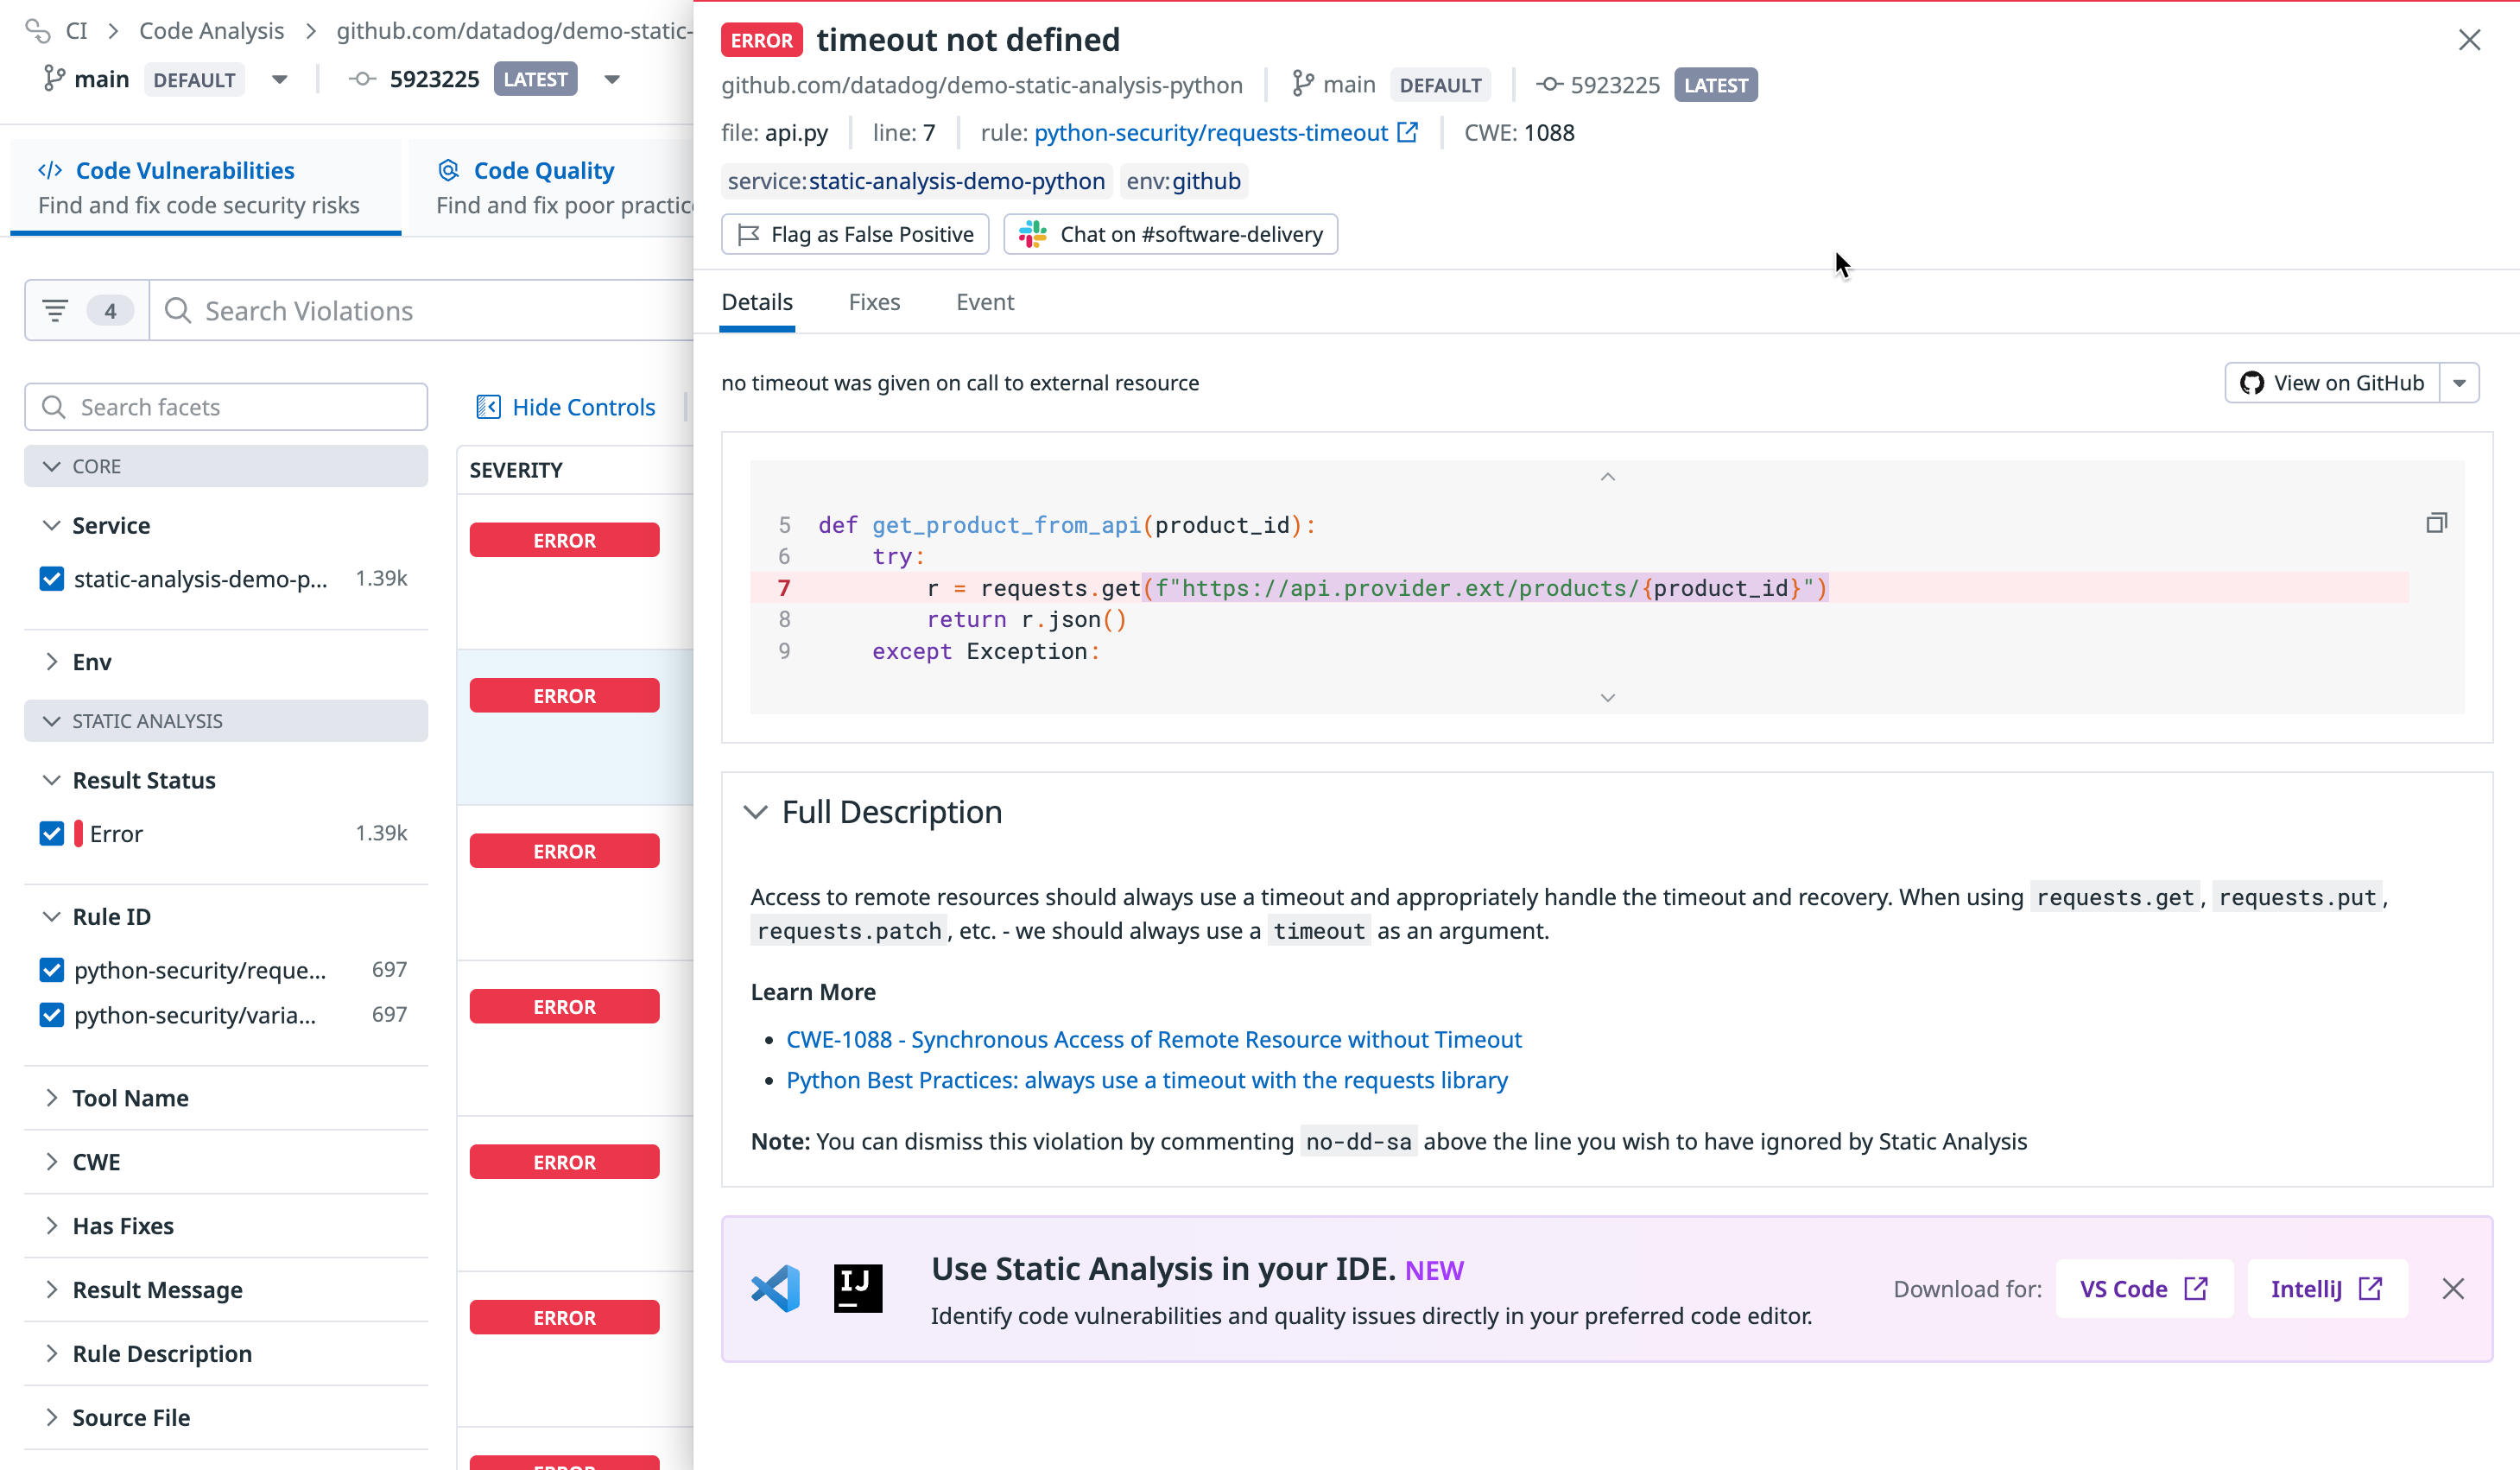 CI > Code Analysis > github.com/datadog/demo-static-
main DEFAULT 5923225 LATEST
Code Vulnerabilities
Find and fix code security risks
Code Quality
Find and fix poor practic
4 Search Violations
Search facets
Hide Controls
CORE
Service
static-analysis-demo-p... 1.39k
Env
STATIC ANALYSIS
Result Status
Error 1.39k
Rule ID
python-security/reque... 697
python-security/varia... 697
Tool Name
CWE
Has Fixes
Result Message
Rule Description
Source File
SEVERITY
ERROR
ERROR
ERROR
ERROR
ERROR
ERROR
ERROR
ERROR timeout not defined
github.com/datadog/demo-static-analysis-python main DEFAULT 5923225 LATEST
file: api.py line: 7 rule: python-security/requests-timeout CWE: 1088
service:static-analysis-demo-python env:github
Flag as False Positive Chat on #software-delivery
Details Fixes Event
no timeout was given on call to external resource
View on GitHub
5 def get_product_from_api(product_id):
6 try:
7 r = requests.get(f"https://api.provider.ext/products/{product_id}")
8 return r.json()
9 except Exception:
Full Description
Access to remote resources should always use a timeout and appropriately handle the timeout and recovery. When using requests.get, requests.put,
requests.patch, etc. - we should always use a timeout as an argument.
Learn More
• CWE-1088 - Synchronous Access of Remote Resource without Timeout
• Python Best Practices: always use a timeout with the requests library
Note: You can dismiss this violation by commenting no-dd-sa above the line you wish to have ignored by Static Analysis
IJ
Use Static Analysis in your IDE. NEW
Identify code vulnerabilities and quality issues directly in your preferred code editor.
Download for: VS Code IntelliJ